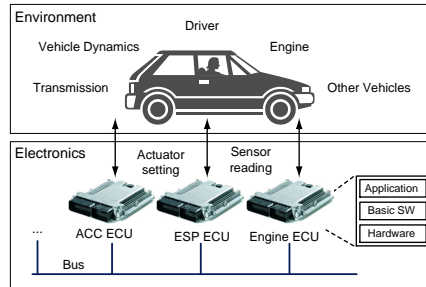 Environment
Driver
Vehicle Dynamics
Engine
Transmission
Other Vehicles
Electronics
Actuator
setting
Sensor
reading
Application
Basic SW
Hardware
...
ACC ECU
ESP ECU
Engine ECU
Bus